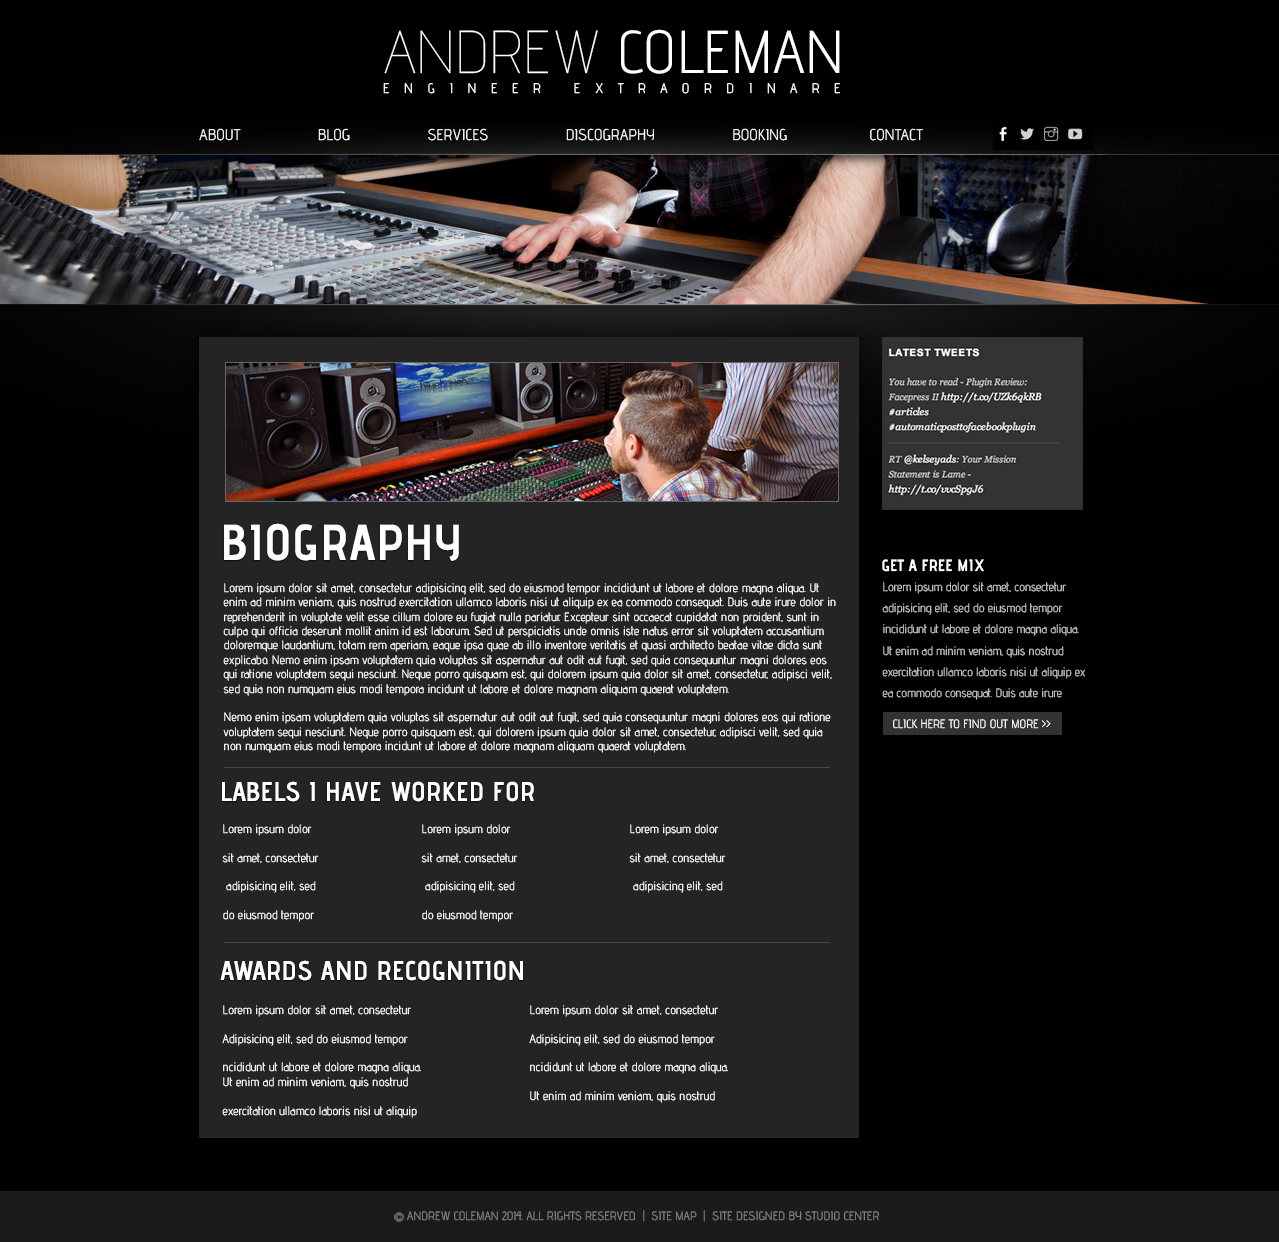 ANDREW COLEMAN
ENGINEER EXTRAORDINARE
ABOUT BLOG SERVICES DISCOGRAPHY BOOKING CONTACT
LATEST TWEETS
You have to read - Plugin Review:
Facepress II http://t.co/UZk6qkRB
#articles
#automaticposttofacebookplugin
RT @kelseyads: Your Mission
Statement is Lame -
http://t.co/vvcSpgJ6
BIOGRAPHY
Lorem ipsum dolor sit amet, consectetur adipisicing elit, sed do eiusmod tempor incididunt ut labore et dolore magna aliqua. Ut
enim ad minim veniam, quis nostrud exercitation ullamco laboris nisi ut aliquip ex ea commodo consequat. Duis aute irure dolor in
reprehenderit in voluptate velit esse cillum dolore eu fugiat nulla pariatur. Excepteur sint occaecat cupidatat non proident, sunt in
culpa qui officia deserunt mollit anim id est laborum. Sed ut perspiciatis unde omnis iste natus error sit voluptatem accusantium
doloremque laudantium, totam rem aperiam, eaque ipsa quae ab illo inventore veritatis et quasi architecto beatae vitae dicta sunt
explicabo. Nemo enim ipsam voluptatem quia voluptas sit aspernatur aut odit aut fugit, sed quia consequuntur magni dolores eos
qui ratione voluptatem sequi nesciunt. Neque porro quisquam est, qui dolorem ipsum quia dolor sit amet, consectetur, adipisci velit,
sed quia non numquam eius modi tempora incidunt ut labore et dolore magnam aliquam quaerat voluptatem.
Nemo enim ipsam voluptatem quia voluptas sit aspernatur aut odit aut fugit, sed quia consequuntur magni dolores eos qui ratione
voluptatem sequi nesciunt. Neque porro quisquam est, qui dolorem ipsum quia dolor sit amet, consectetur, adipisci velit, sed quia
non numquam eius modi tempora incidunt ut labore et dolore magnam aliquam quaerat voluptatem.
LABELS I HAVE WORKED FOR
Lorem ipsum dolor
sit amet, consectetur
adipisicing elit, sed
do eiusmod tempor
Lorem ipsum dolor
sit amet, consectetur
adipisicing elit, sed
do eiusmod tempor
Lorem ipsum dolor
sit amet, consectetur
adipisicing elit, sed
AWARDS AND RECOGNITION
Lorem ipsum dolor sit amet, consectetur
Adipisicing elit, sed do eiusmod tempor
ncididunt ut labore et dolore magna aliqua.
Ut enim ad minim veniam, quis nostrud
exercitation ullamco laboris nisi ut aliquip
Lorem ipsum dolor sit amet, consectetur
Adipisicing elit, sed do eiusmod tempor
ncididunt ut labore et dolore magna aliqua.
Ut enim ad minim veniam, quis nostrud
GET A FREE MIX
Lorem ipsum dolor sit amet, consectetur
adipisicing elit, sed do eiusmod tempor
incididunt ut labore et dolore magna aliqua.
Ut enim ad minim veniam, quis nostrud
exercitation ullamco laboris nisi ut aliquip ex
ea commodo consequat. Duis aute irure
CLICK HERE TO FIND OUT MORE >>
© ANDREW COLEMAN 2014. ALL RIGHTS RESERVED. | SITE MAP | SITE DESIGNED BY STUDIO CENTER